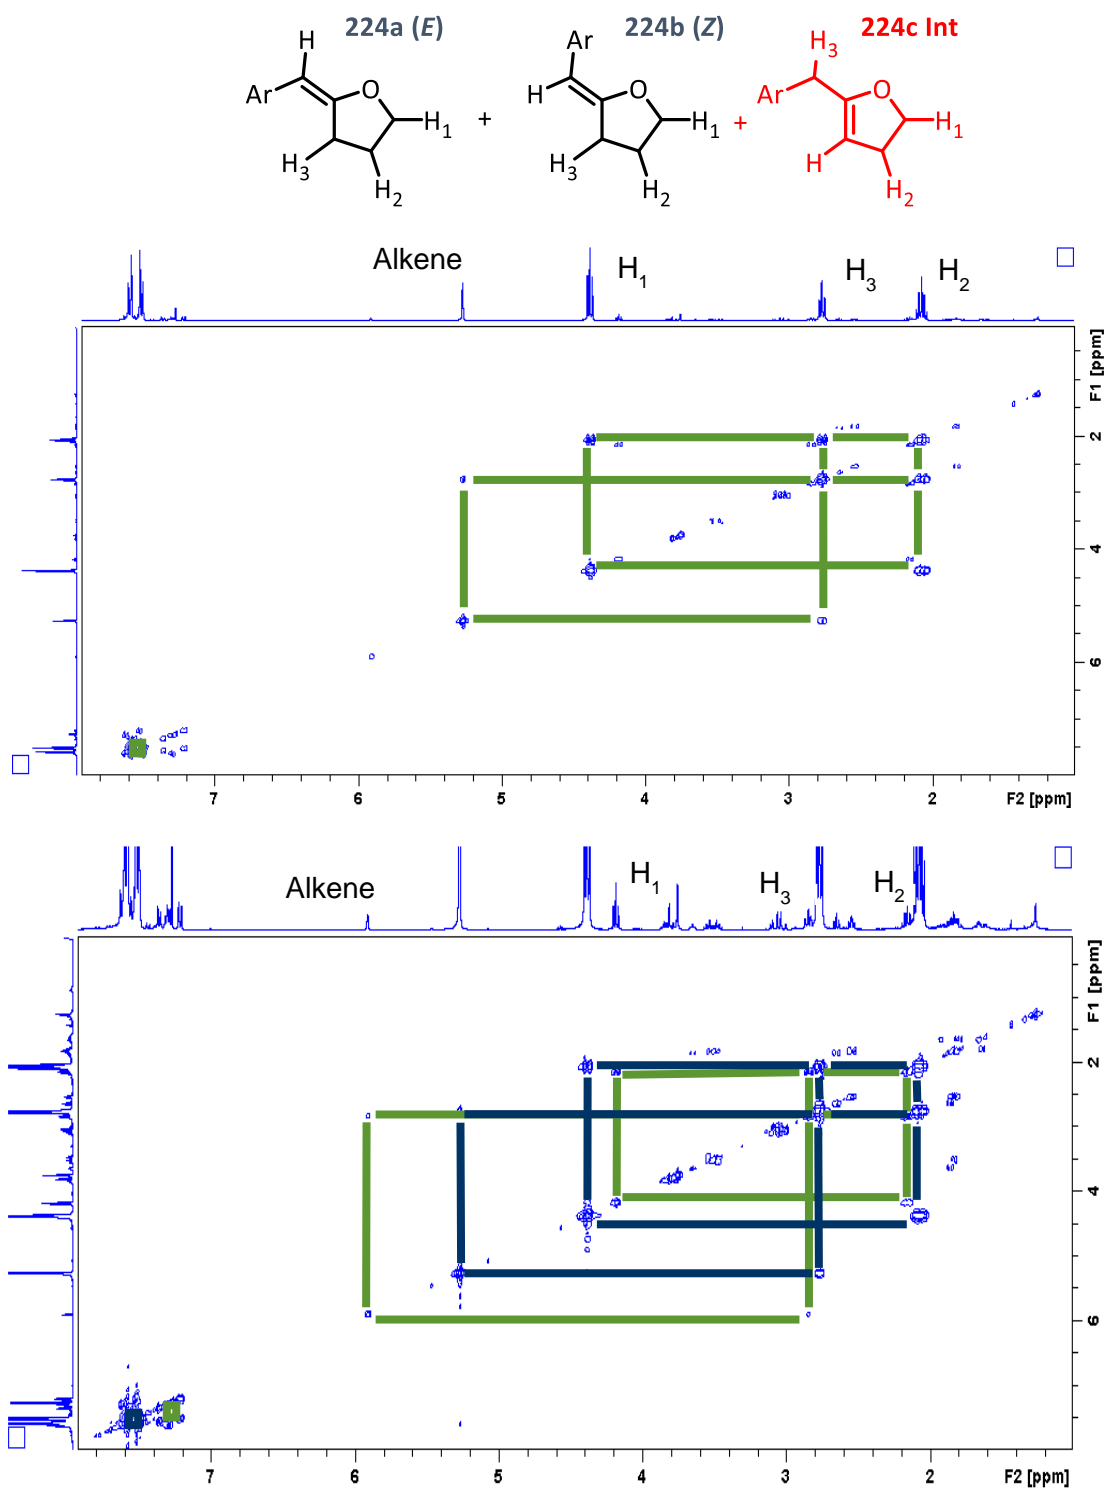 224a (E) 224b (Z) 224c Int
H Ar H3
Ar O H1 + H O H1 + Ar O H1
H3 H3 H
H2 H2 H2
Alkene H1 H3 H2
F1 [ppm]
2
4
6
7 6 5 4 3 2 F2 [ppm]
Alkene H1 H3 H2
F1 [ppm]
2
4
6
7 6 5 4 3 2 F2 [ppm]